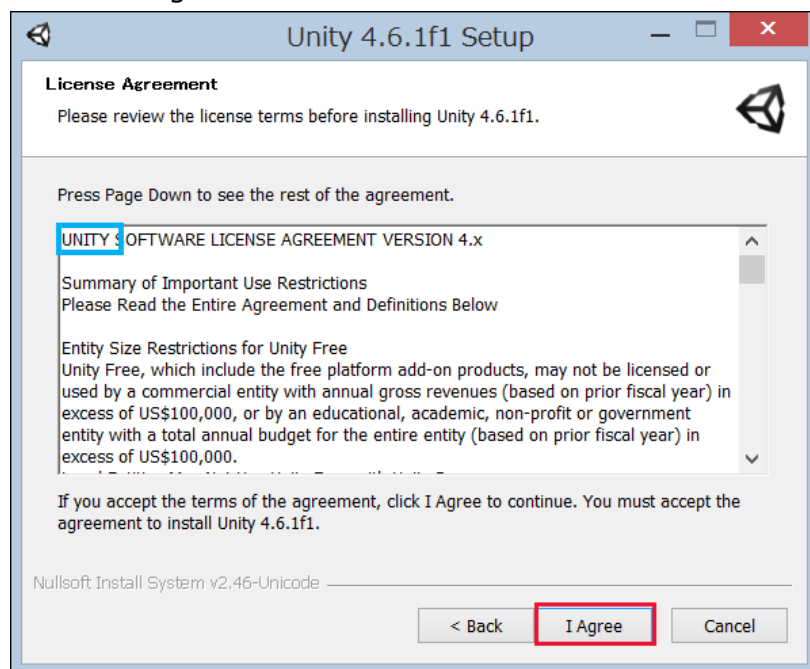 Unity 4.6.1f1 Setup
License Agreement
Please review the license terms before installing Unity 4.6.1f1.
Press Page Down to see the rest of the agreement.
UNITY SOFTWARE LICENSE AGREEMENT VERSION 4.x
Summary of Important Use Restrictions
Please Read the Entire Agreement and Definitions Below
Entity Size Restrictions for Unity Free
Unity Free, which include the free platform add-on products, may not be licensed or
used by a commercial entity with annual gross revenues (based on prior fiscal year) in
excess of US$100,000, or by an educational, academic, non-profit or government
entity with a total annual budget for the entire entity (based on prior fiscal year) in
excess of US$100,000.
If you accept the terms of the agreement, click I Agree to continue. You must accept the
agreement to install Unity 4.6.1f1.
Nullsoft Install System v2.46-Unicode
< Back
I Agree
Cancel